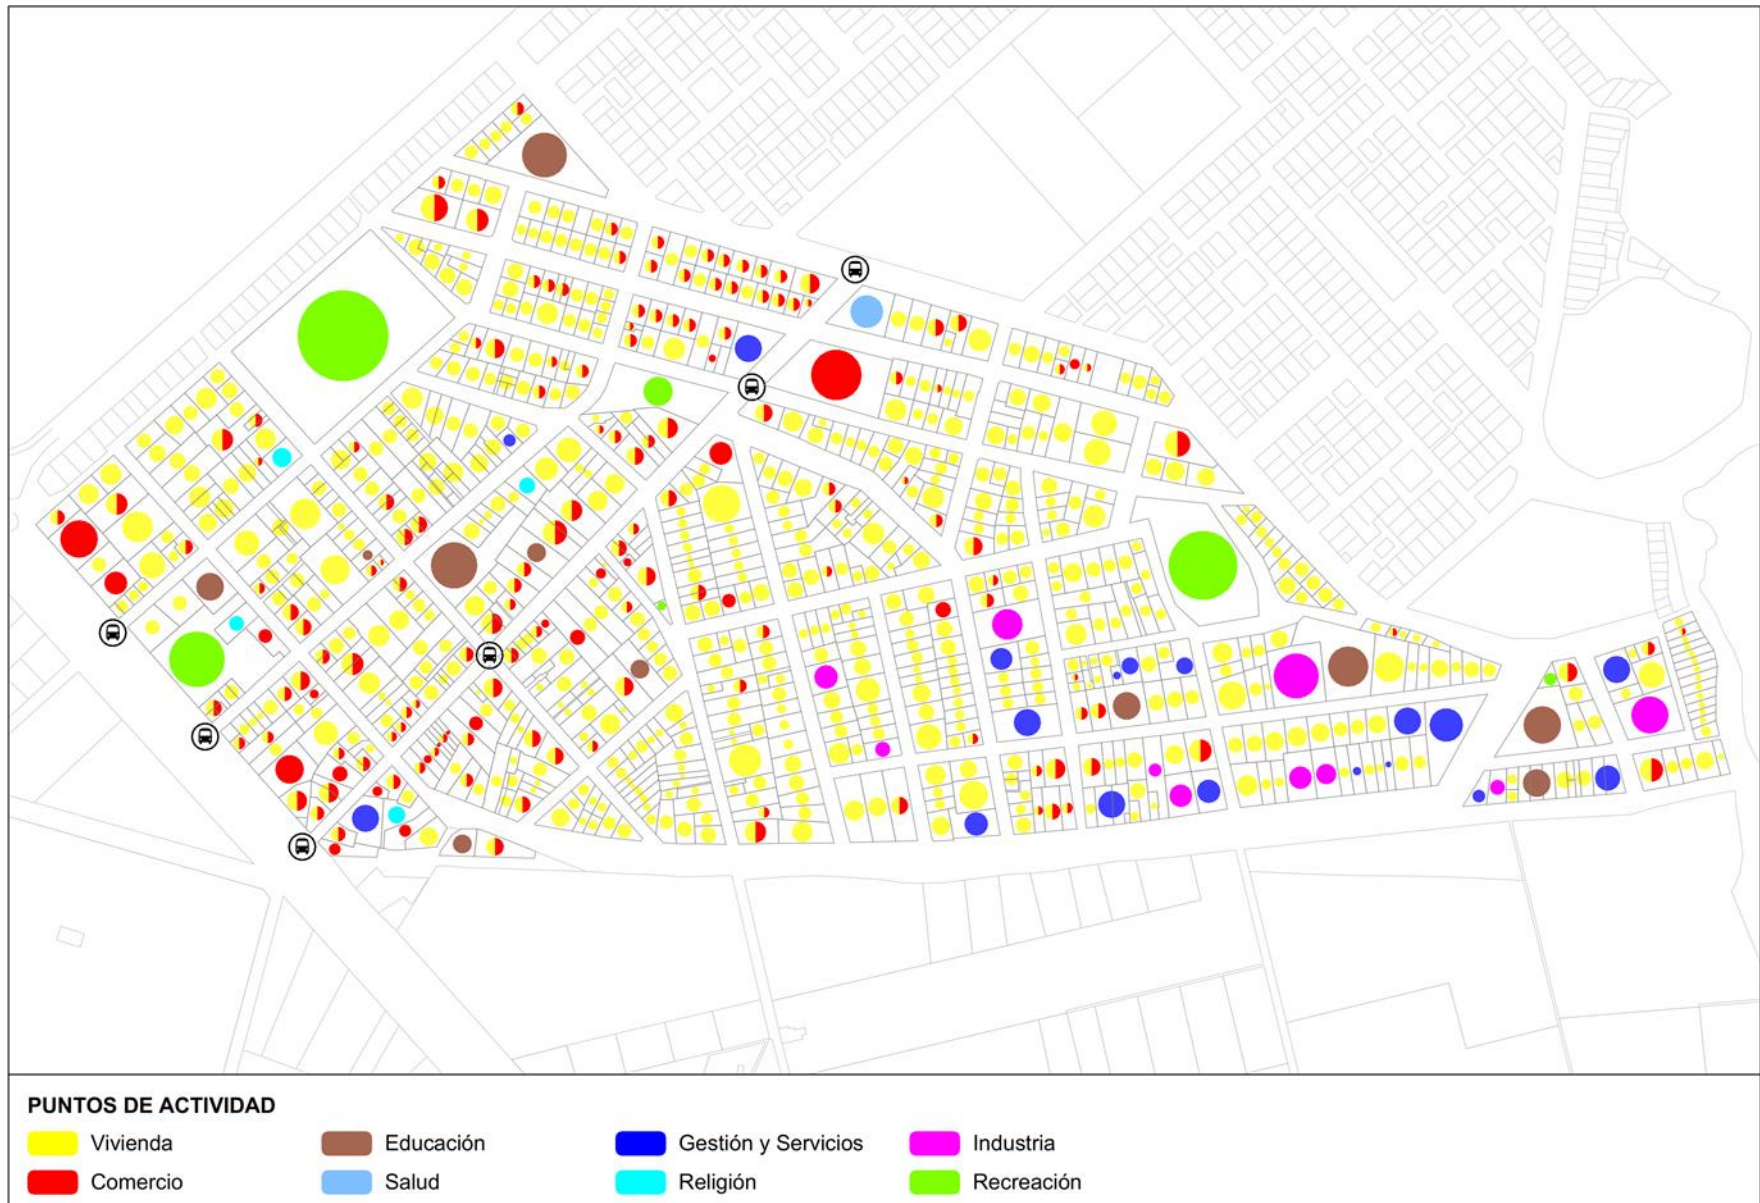 PUNTOS DE ACTIVIDAD
Vivienda Educación Gestión y Servicios Industria
Comercio Salud Religión Recreación